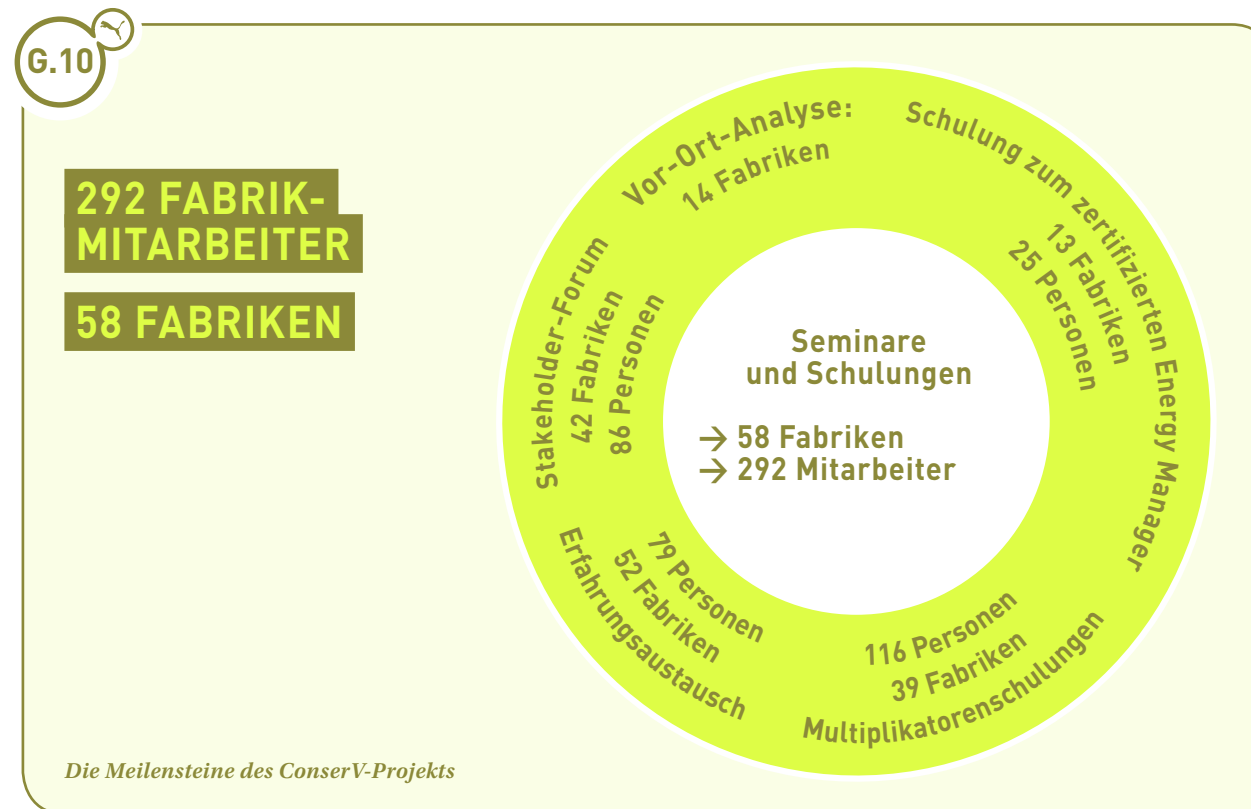 G.10
292 FABRIK-
MITARBEITER
58 FABRIKEN
Vor-Ort-Analyse:
14 Fabriken
Schulung zum zertifizierten Energy Manager
13 Fabriken
25 Personen
Stakeholder-Forum
42 Fabriken
86 Personen
Seminare
und Schulungen
→ 58 Fabriken
→ 292 Mitarbeiter
79 Personen
52 Fabriken
Erfahrungsaustausch
116 Personen
39 Fabriken
Multiplikatorenschulungen
Die Meilensteine des ConserV-Projekts